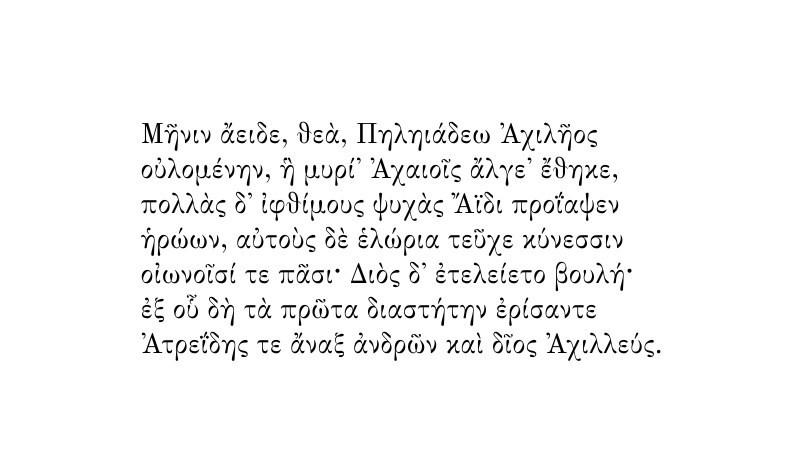 Μῆνιν ἄειδε, θεὰ, Πηληιάδεω Ἀχιλῆος
οὐλομένην, ἣ μυρί’ Ἀχαιοῖς ἄλγε’ ἔθηκε,
πολλὰς δ’ ἰφθίμους ψυχὰς Ἄϊδι προΐαψεν
ἡρώων, αὐτοὺς δὲ ἑλώρια τεῦχε κύνεσσιν
οἰωνοῖσί τε πᾶσι· Διὸς δ’ ἐτελείετο βουλή·
ἐξ οὗ δὴ τὰ πρῶτα διαστήτην ἐρίσαντε
Ἀτρεΐδης τε ἄναξ ἀνδρῶν καὶ δῖος Ἀχιλλεύς.